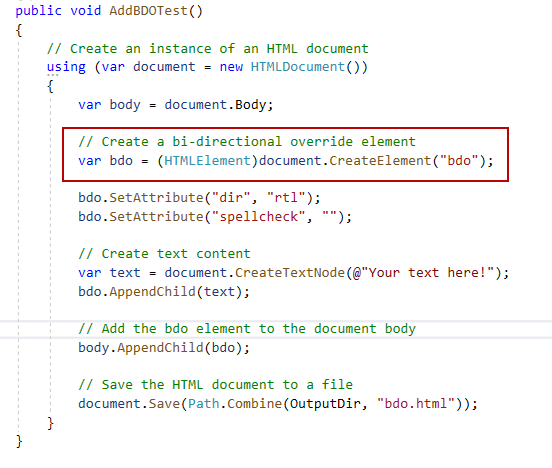 public void AddBDOTest()
{
    // Create an instance of an HTML document
    using (var document = new HTMLDocument())
    {
        var body = document.Body;

        // Create a bi-directional override element
        var bdo = (HTMLElement)document.CreateElement("bdo");

        bdo.SetAttribute("dir", "rtl");
        bdo.SetAttribute("spellcheck", "");

        // Create text content
        var text = document.CreateTextNode(@"Your text here!");
        bdo.AppendChild(text);

        // Add the bdo element to the document body
        body.AppendChild(bdo);

        // Save the HTML document to a file
        document.Save(Path.Combine(OutputDir, "bdo.html"));
    }
}